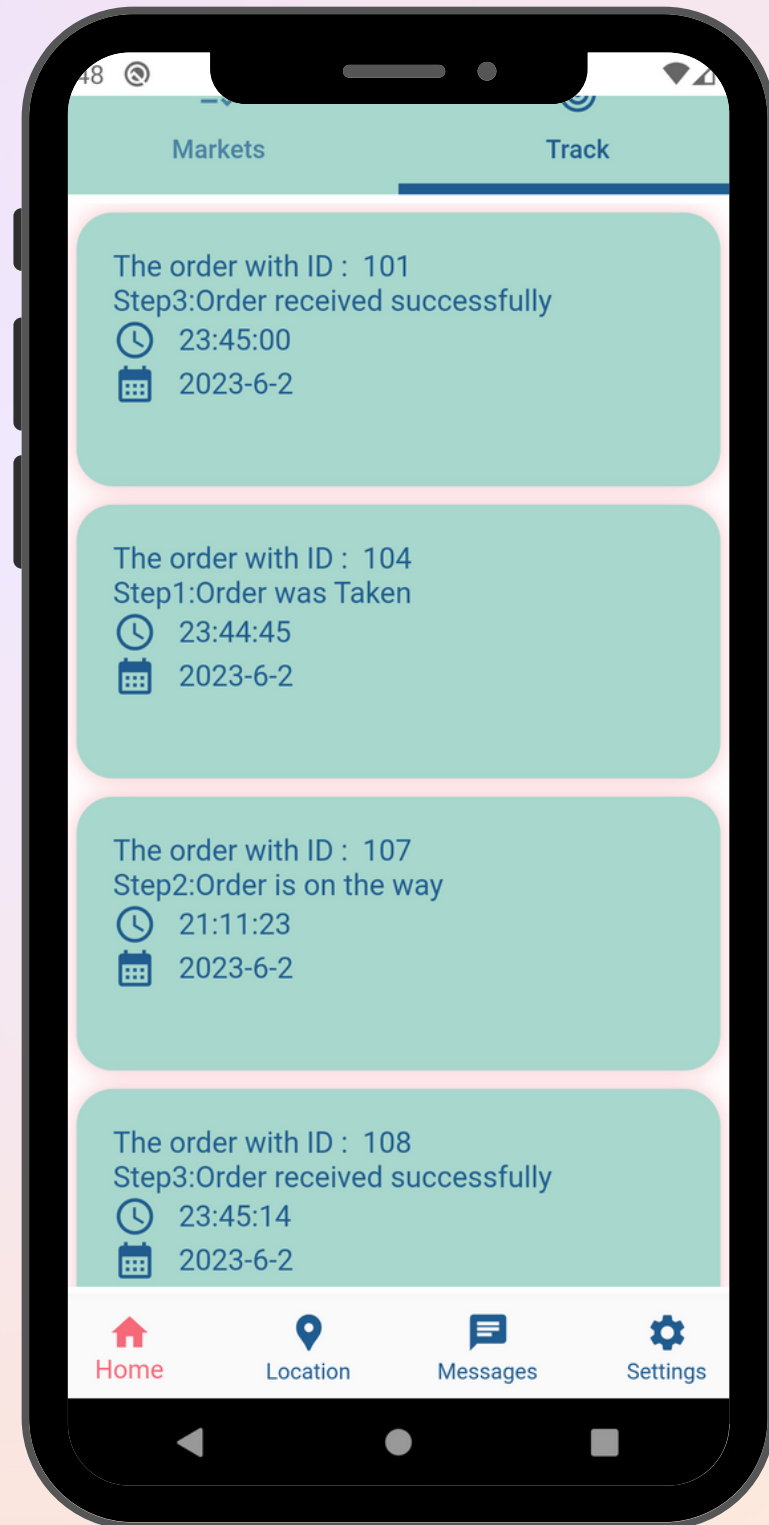 48
Markets
Track
The order with ID : 101
Step3:Order received successfully
23:45:00
2023-6-2
The order with ID : 104
Step1:Order was Taken
23:44:45
2023-6-2
The order with ID : 107
Step2:Order is on the way
21:11:23
2023-6-2
The order with ID : 108
Step3:Order received successfully
23:45:14
2023-6-2
Home
Location
Messages
Settings